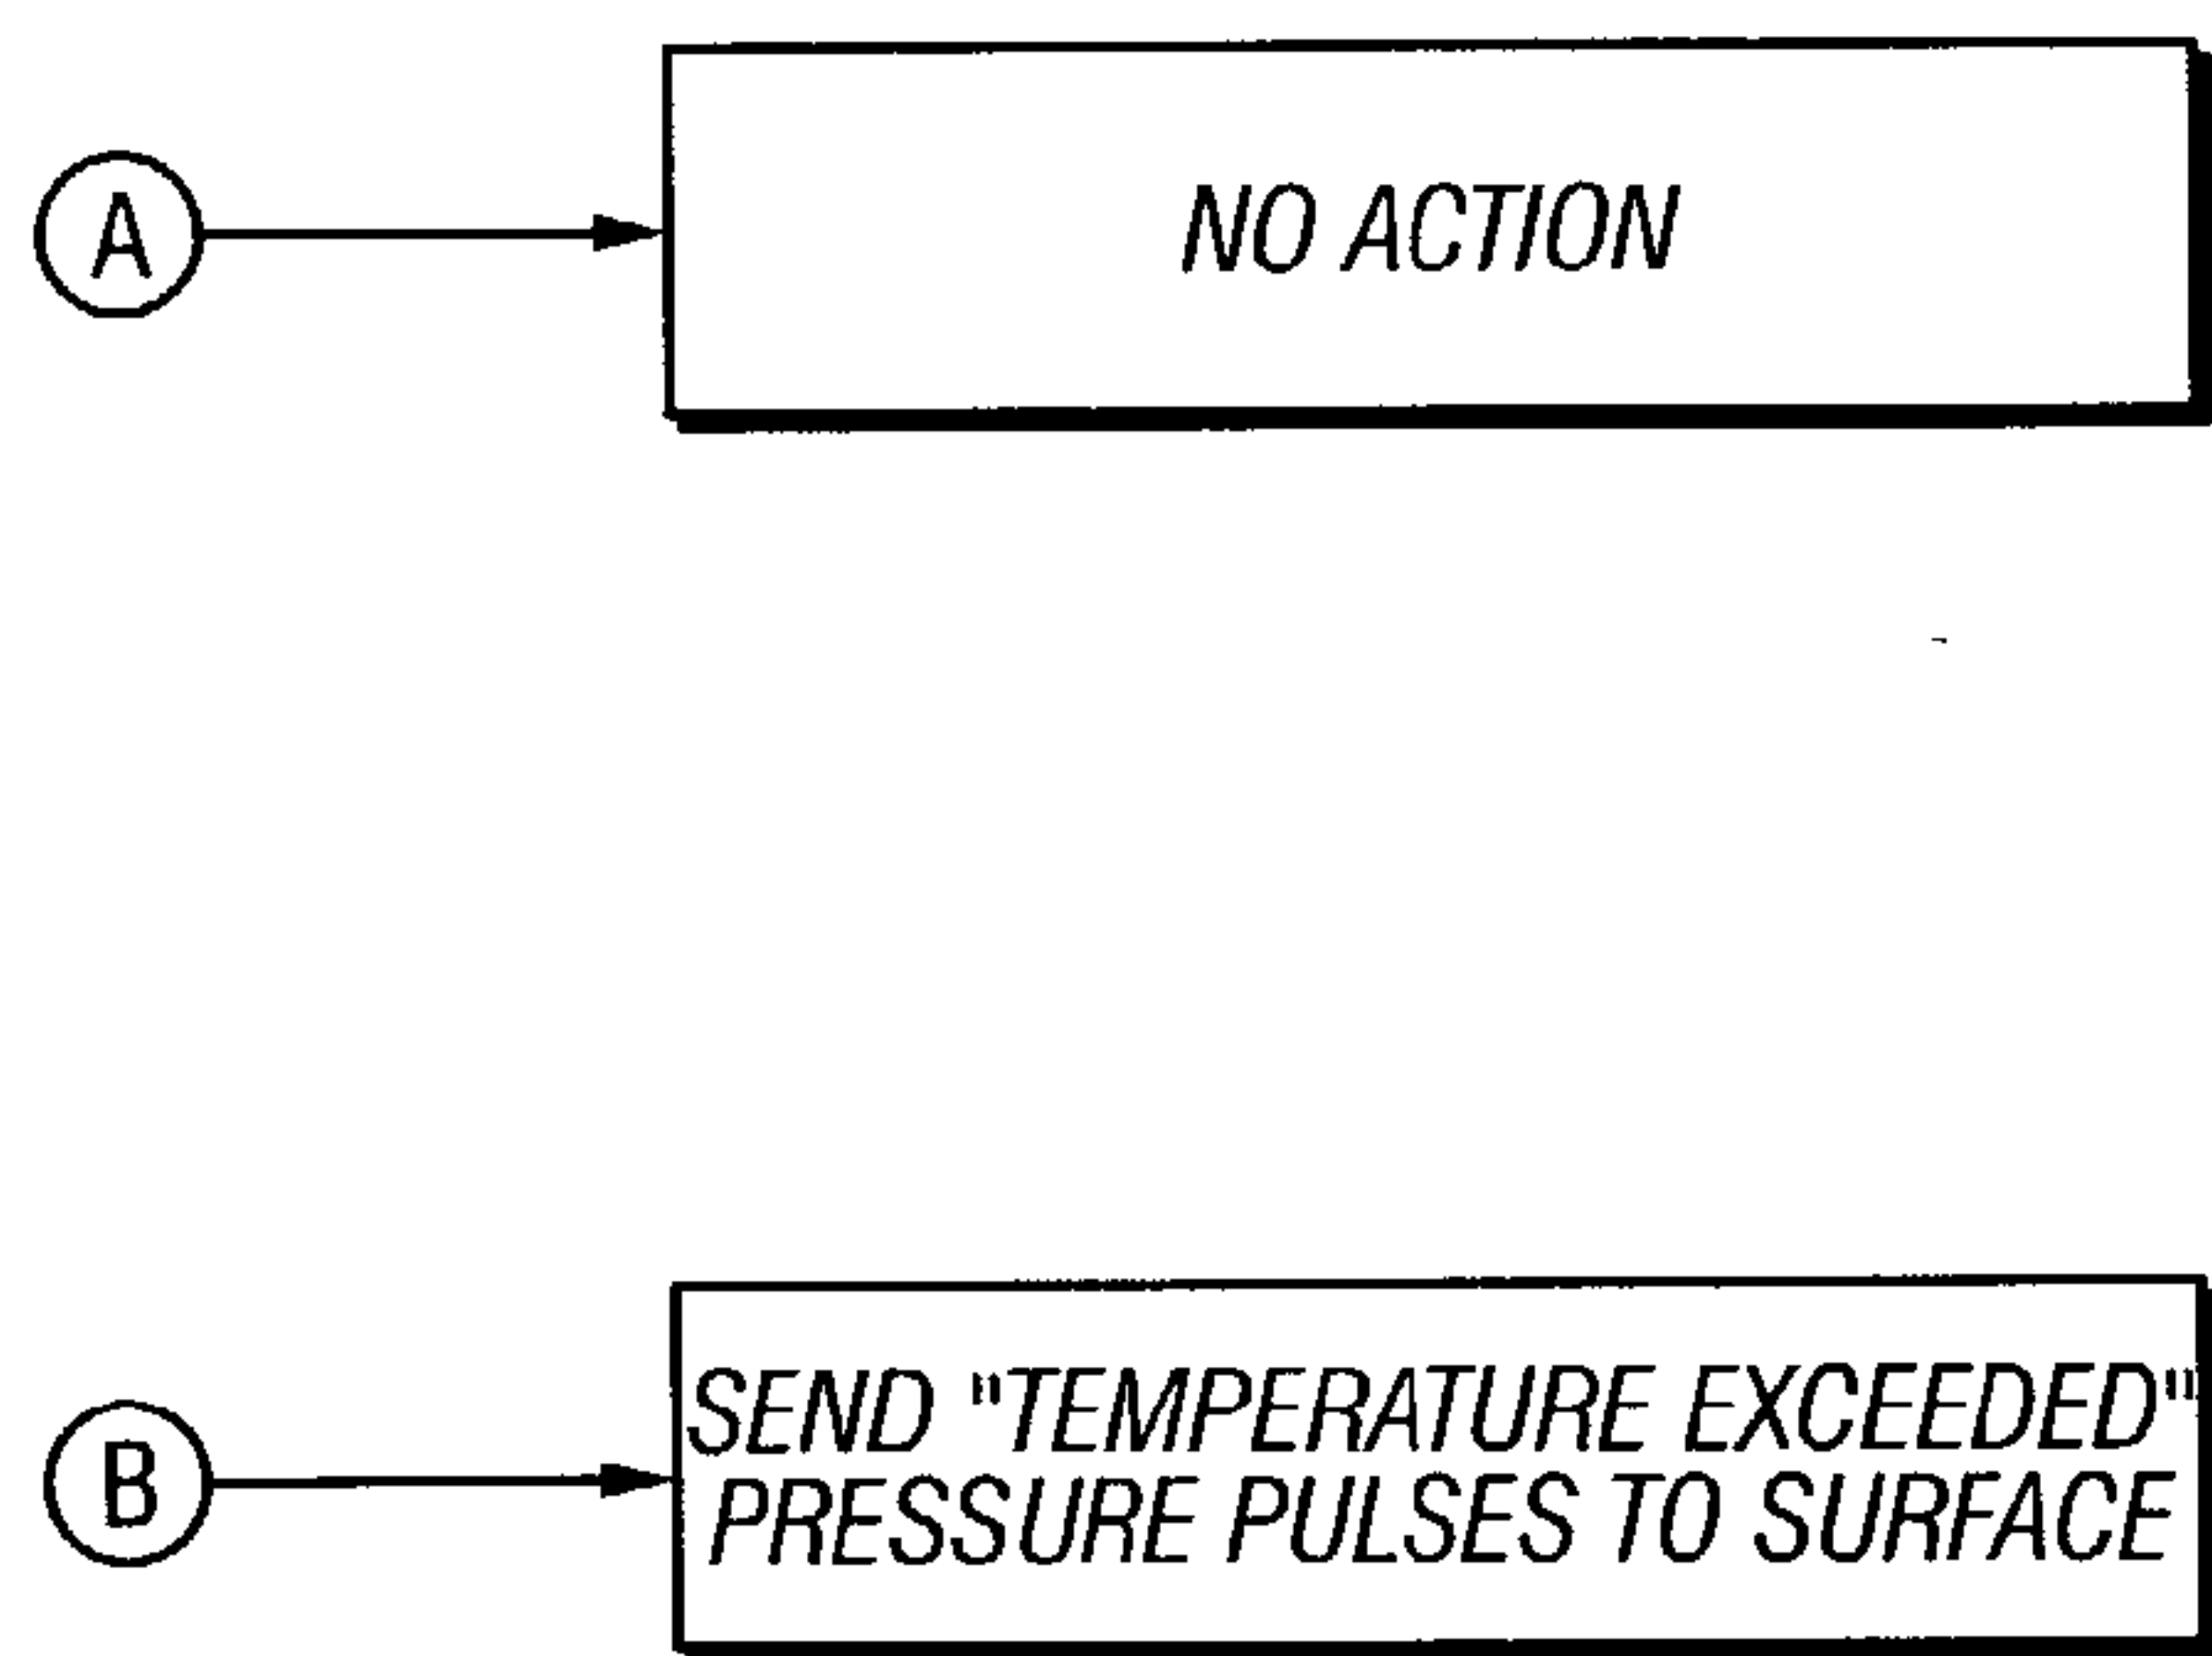 A
NO ACTION
B
SEND "TEMPERATURE EXCEEDED"
PRESSURE PULSES TO SURFACE